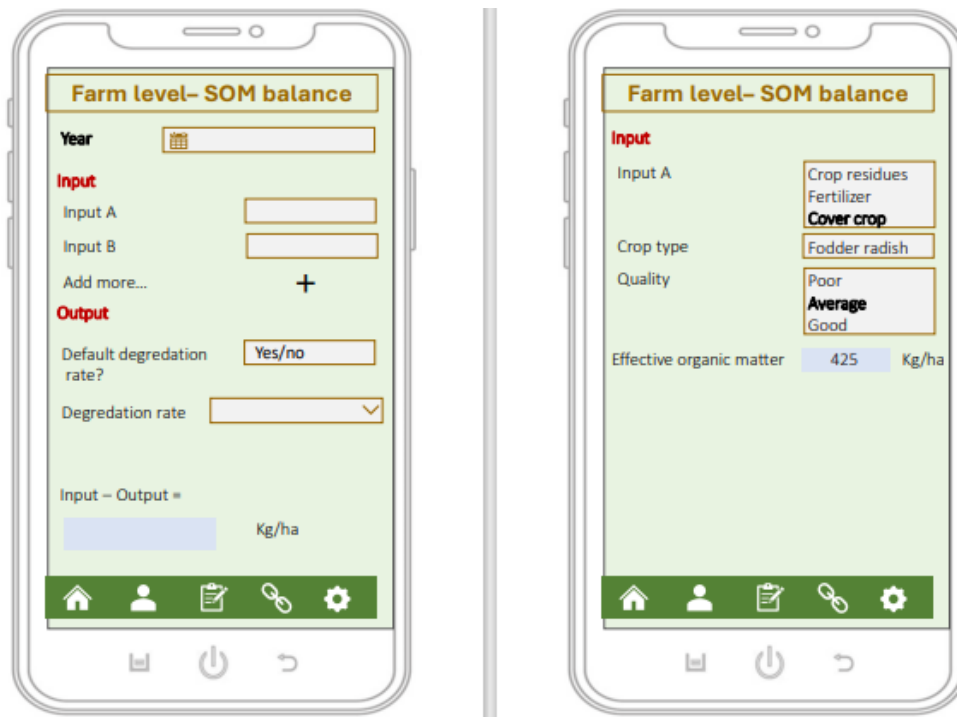 Farm level– SOM balance
Year
Input
Input A
Input B
Add more...
+
Output
Default degredation
rate?
Yes/no
Degredation rate
Input – Output =
Kg/ha
Farm level– SOM balance
Input
Input A
Crop residues
Fertilizer
Cover crop
Crop type
Fodder radish
Quality
Poor
Average
Good
Effective organic matter
425
Kg/ha